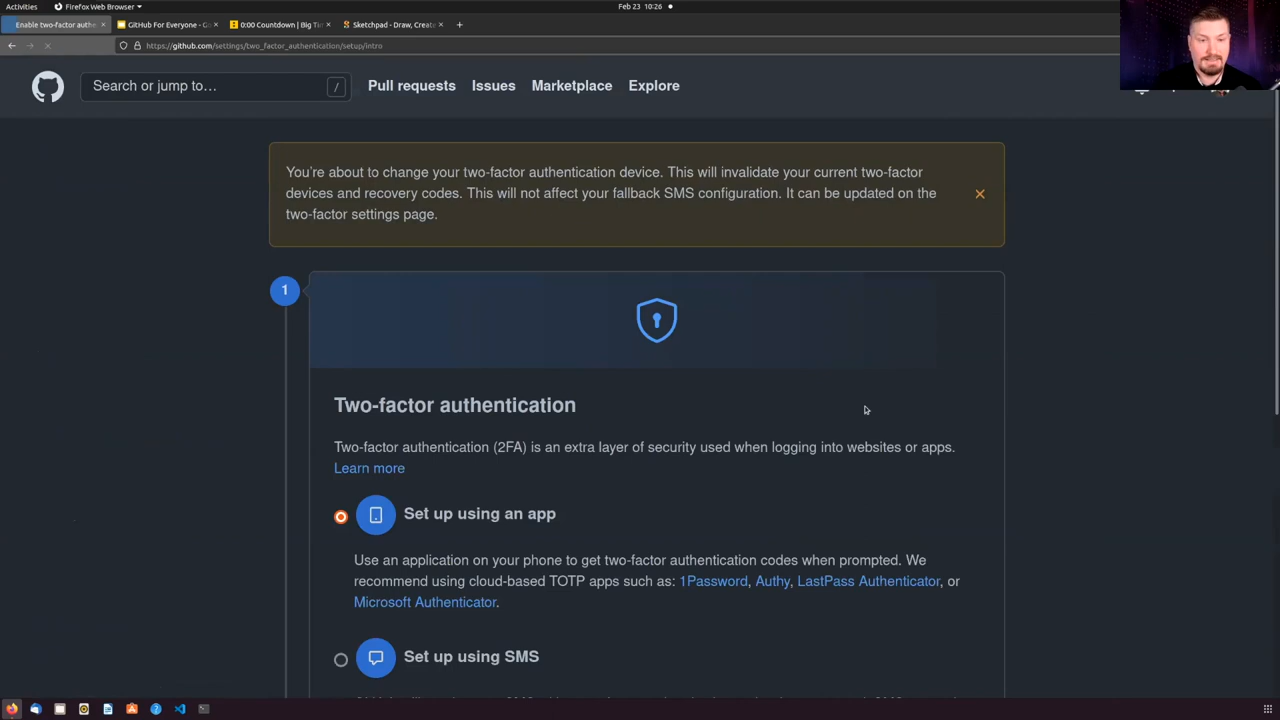 Activities
Firefox Web Browser
Feb 23 10:26
Enable two-factor authe
GitHub For Everyone - Go
0:00 Countdown | Big Ti
Sketchpad - Draw, Create
https://github.com/settings/two_factor_authentication/setup/intro
Search or jump to…
/
Pull requests
Issues
Marketplace
Explore
You're about to change your two-factor authentication device. This will invalidate your current two-factor
devices and recovery codes. This will not affect your fallback SMS configuration. It can be updated on the
two-factor settings page.
1
Two-factor authentication
Two-factor authentication (2FA) is an extra layer of security used when logging into websites or apps.
Learn more
Set up using an app
Use an application on your phone to get two-factor authentication codes when prompted. We
recommend using cloud-based TOTP apps such as: 1Password, Authy, LastPass Authenticator, or
Microsoft Authenticator.
Set up using SMS